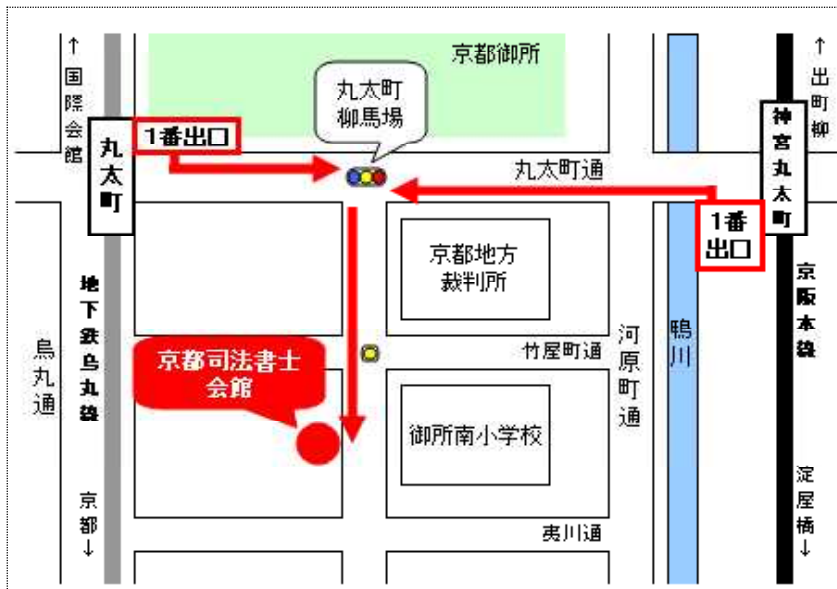 ↑国際会館
丸太町
1番出口
京都御所
丸太町
柳馬場
丸太町通
↑出町柳
神宮丸太町
1番
出口
京都地方
裁判所
地下鉄烏丸線
烏丸通
京都司法書士
会館
竹屋町通
河原町通
鴨川
京阪本線
御所南小学校
京都↓
夷川通
淀屋橋↓